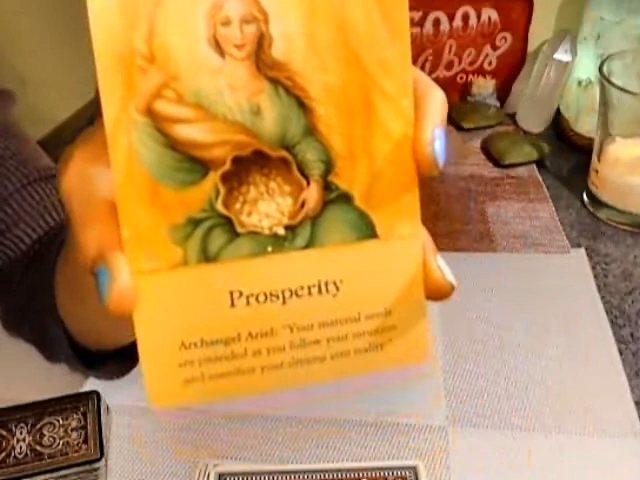 GOOD
Vibes
ONLY
Prosperity
Archangel Ariel: "Your material needs
are provided as you follow your intuition
and manifest your dreams into reality."